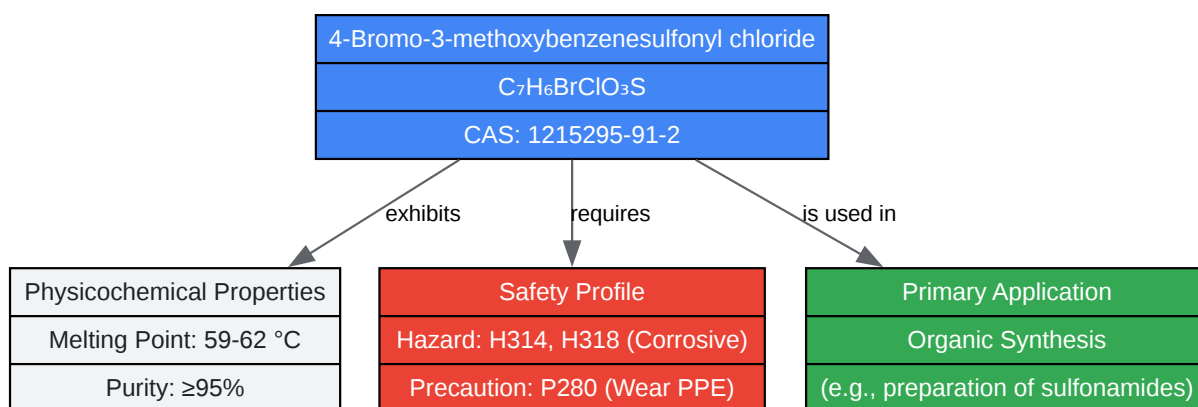 4-Bromo-3-methoxybenzenesulfonyl chloride
C₇H₆BrClO₃S
CAS: 1215295-91-2
exhibits
requires
is used in
Physicochemical Properties
Melting Point: 59-62 °C
Purity: ≥95%
Safety Profile
Hazard: H314, H318 (Corrosive)
Precaution: P280 (Wear PPE)
Primary Application
Organic Synthesis
(e.g., preparation of sulfonamides)